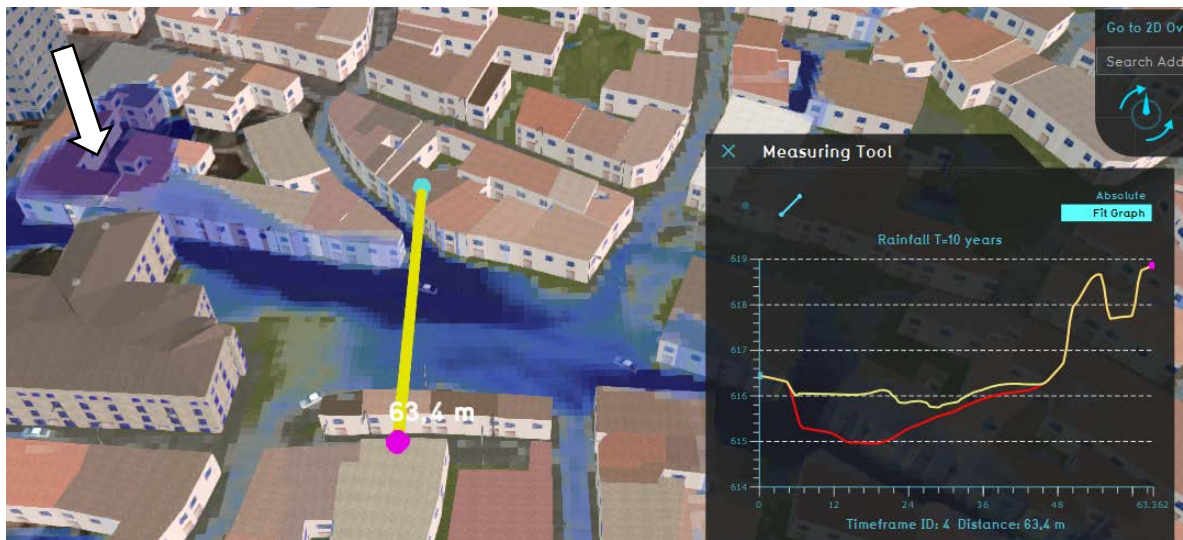 Go to 2D Ov
Search Add
Measuring Tool
Absolute
Fit Graph
Rainfall T=10 years
619
618
617
616
615
614
0 12 24 36 48 63.362
Timeframe ID: 4 Distance: 63,4 m
63,4 m